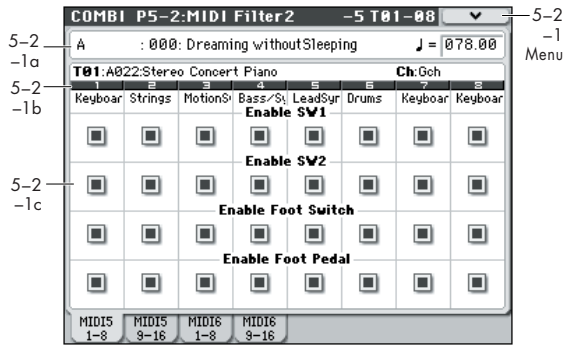 COMBI P5-2:MIDI Filter2 -5 T01-08
5-2
-1
Menu
5-2
-1a
A :000: Dreaming withoutSleeping ♩= 078.00
T01:A022:Stereo Concert Piano Ch:Gch
5-2
-1b
1 2 3 4 5 6 7 8
Keyboar Strings MotionS Bass/Sy LeadSyr Drums Keyboar Keyboar
Enable SW1
Enable SW2
5-2
-1c
Enable Foot Switch
Enable Foot Pedal
MIDI5 1-8
MIDI5 9-16
MIDI6 1-8
MIDI6 9-16